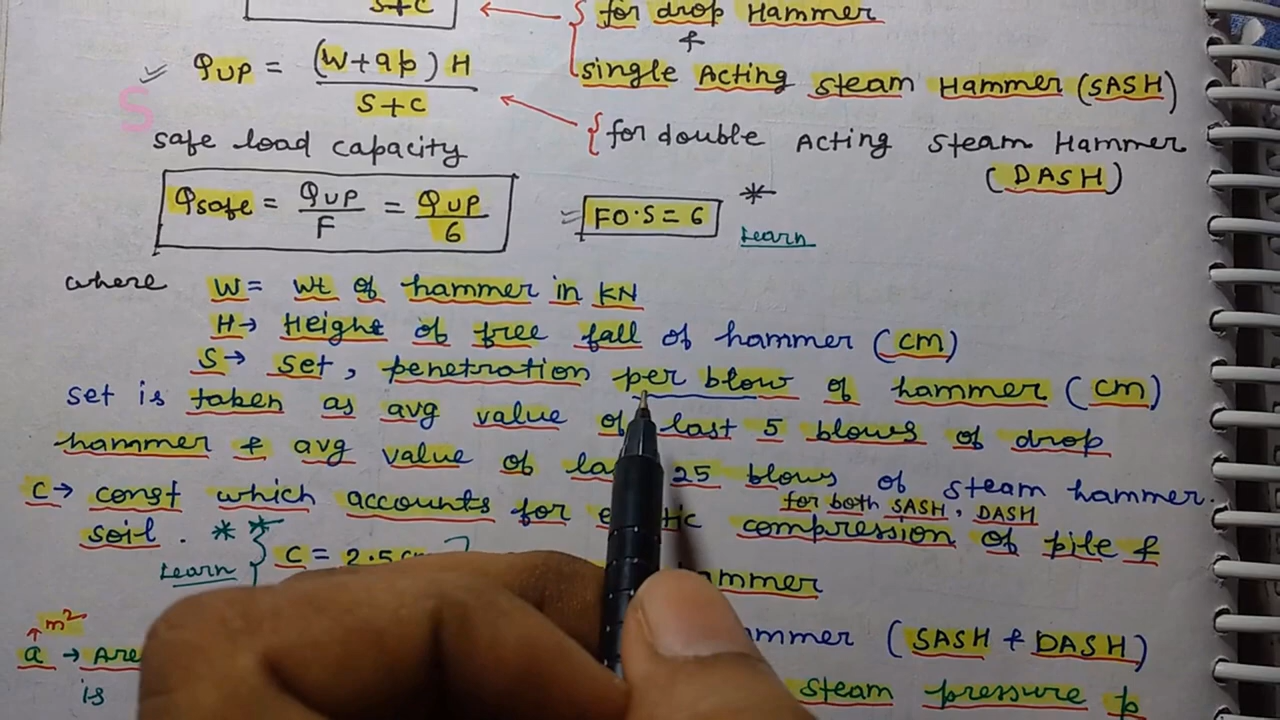 S+C
for drop Hammer
&
single Acting steam Hammer (SASH)
QUP = (W+ap)H / S+C
S
for double Acting steam Hammer
(DASH)
safe load capacity
Qsafe = QUP / F = QUP / 6
FO.S = 6
*
Learn
where W = Wt of hammer in KN
H → Height of free fall of hammer (cm)
S → set, penetration per blow of hammer (cm)
set is taken as avg value of last 5 blows of drop
hammer & avg value of 25 blows of steam hammer.
for both SASH, DASH
C → const which accounts for compression of pile &
soil. **
Learn
C = 2.5
hammer
m²
a →
hammer (SASH + DASH)
is steam pressure p